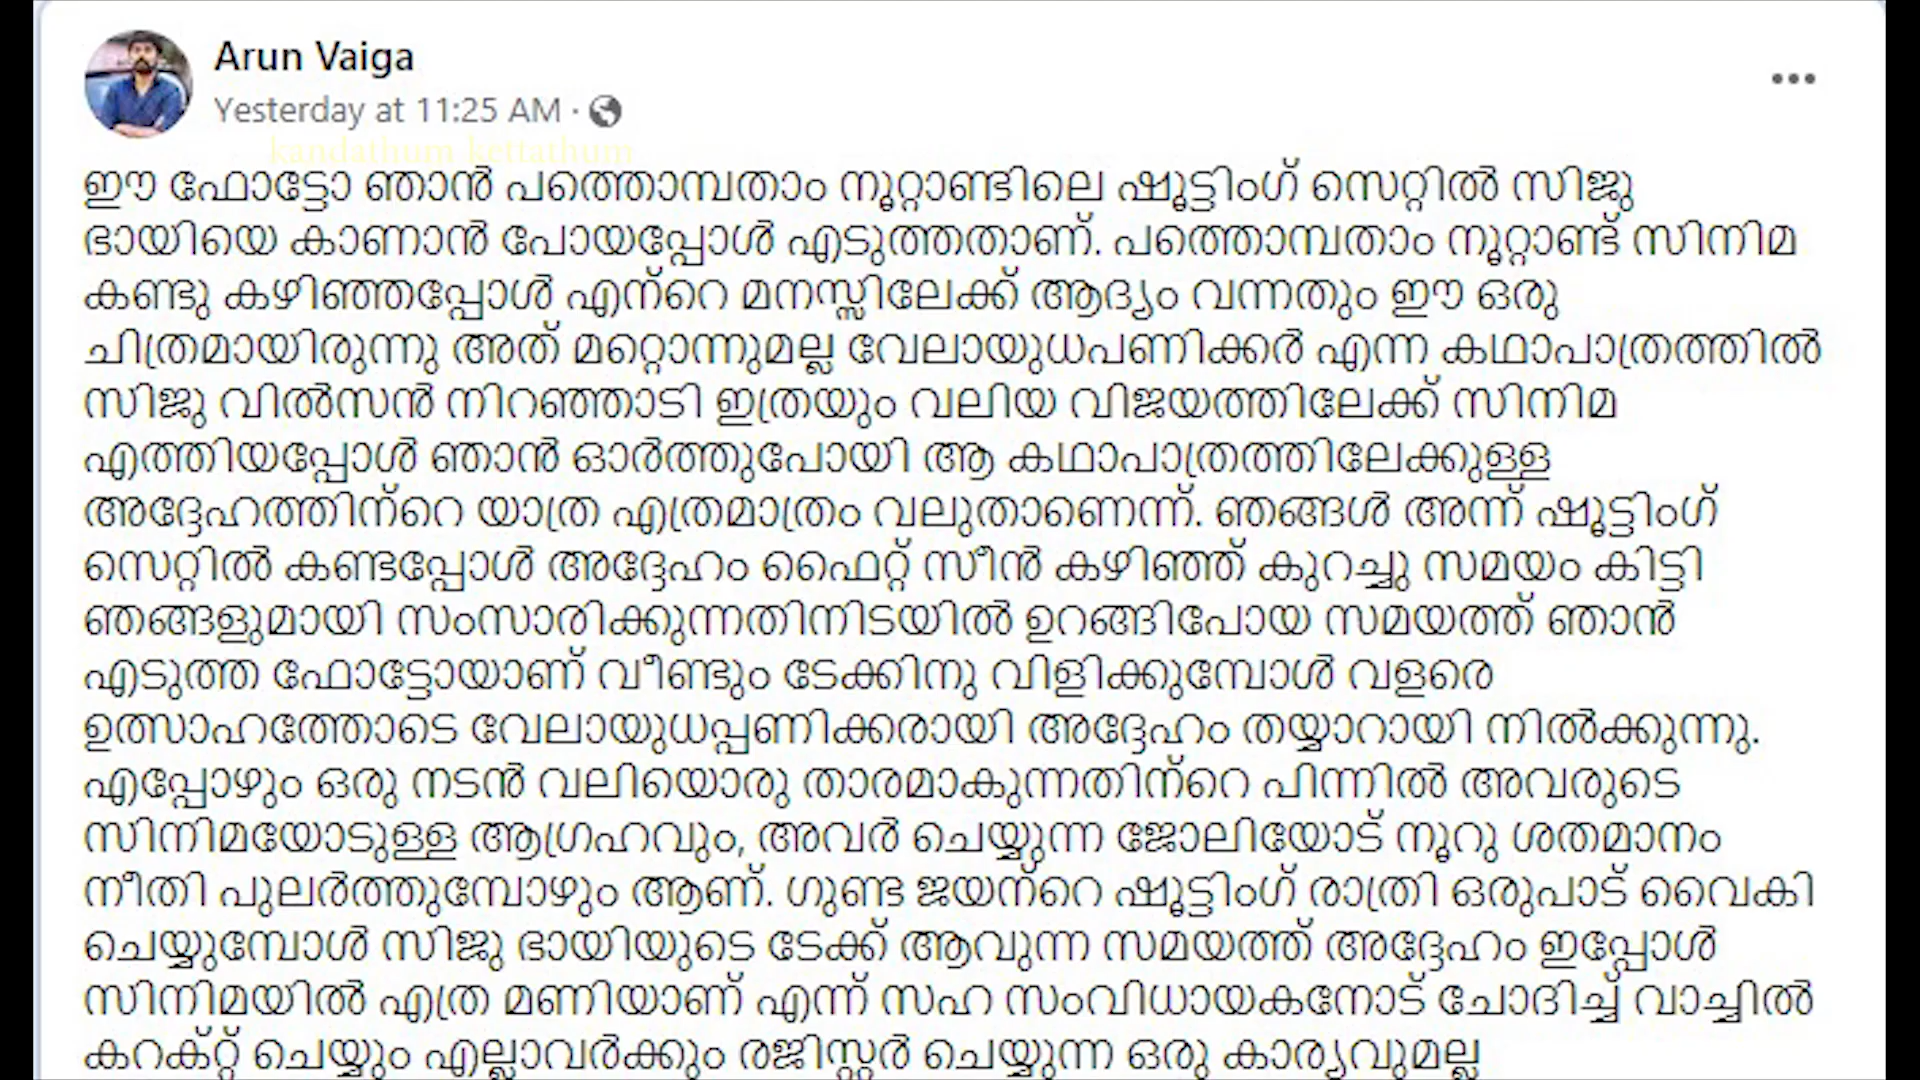 Arun Vaiga
Yesterday at 11:25 AM ·
kandathum kettathum
ഈ ഫോട്ടോ ഞാൻ പത്തൊമ്പതാം നൂറ്റാണ്ടിലെ ഷൂട്ടിംഗ് സെറ്റിൽ സിജു
ഭായിയെ കാണാൻ പോയപ്പോൾ എടുത്തതാണ്. പത്തൊമ്പതാം നൂറ്റാണ്ട് സിനിമ
കണ്ടു കഴിഞ്ഞപ്പോൾ എന്റെ മനസ്സിലേക്ക് ആദ്യം വന്നതും ഈ ഒരു
ചിത്രമായിരുന്നു അത് മറ്റൊന്നുമല്ല വേലായുധപണിക്കർ എന്ന കഥാപാത്രത്തിൽ
സിജു വിൽസൻ നിറഞ്ഞാടി ഇത്രയും വലിയ വിജയത്തിലേക്ക് സിനിമ
എത്തിയപ്പോൾ ഞാൻ ഓർത്തുപോയി ആ കഥാപാത്രത്തിലേക്കുള്ള
അദ്ദേഹത്തിന്റെ യാത്ര എത്രമാത്രം വലുതാണെന്ന്. ഞങ്ങൾ അന്ന് ഷൂട്ടിംഗ്
സെറ്റിൽ കണ്ടപ്പോൾ അദ്ദേഹം ഫൈറ്റ് സീൻ കഴിഞ്ഞ് കുറച്ചു സമയം കിട്ടി
ഞങ്ങളുമായി സംസാരിക്കുന്നതിനിടയിൽ ഉറങ്ങിപോയ സമയത്ത് ഞാൻ
എടുത്ത ഫോട്ടോയാണ് വീണ്ടും ടേക്കിനു വിളിക്കുമ്പോൾ വളരെ
ഉത്സാഹത്തോടെ വേലായുധപ്പണിക്കരായി അദ്ദേഹം തയ്യാറായി നിൽക്കുന്നു.
എപ്പോഴും ഒരു നടൻ വലിയൊരു താരമാകുന്നതിന്റെ പിന്നിൽ അവരുടെ
സിനിമയോടുള്ള ആഗ്രഹവും, അവർ ചെയ്യുന്ന ജോലിയോട് നൂറു ശതമാനം
നീതി പുലർത്തുമ്പോഴും ആണ്. ഗുണ്ട ജയന്റെ ഷൂട്ടിംഗ് രാത്രി ഒരുപാട് വൈകി
ചെയ്യുമ്പോൾ സിജു ഭായിയുടെ ടേക്ക് ആവുന്ന സമയത്ത് അദ്ദേഹം ഇപ്പോൾ
സിനിമയിൽ എത്ര മണിയാണ് എന്ന് സഹ സംവിധായകനോട് ചോദിച്ച് വാച്ചിൽ
കറക്റ്റ് ചെയ്യും എല്ലാവർക്കും രജിസ്റ്റർ ചെയ്യുന്ന ഒരു കാര്യവുമല്ല